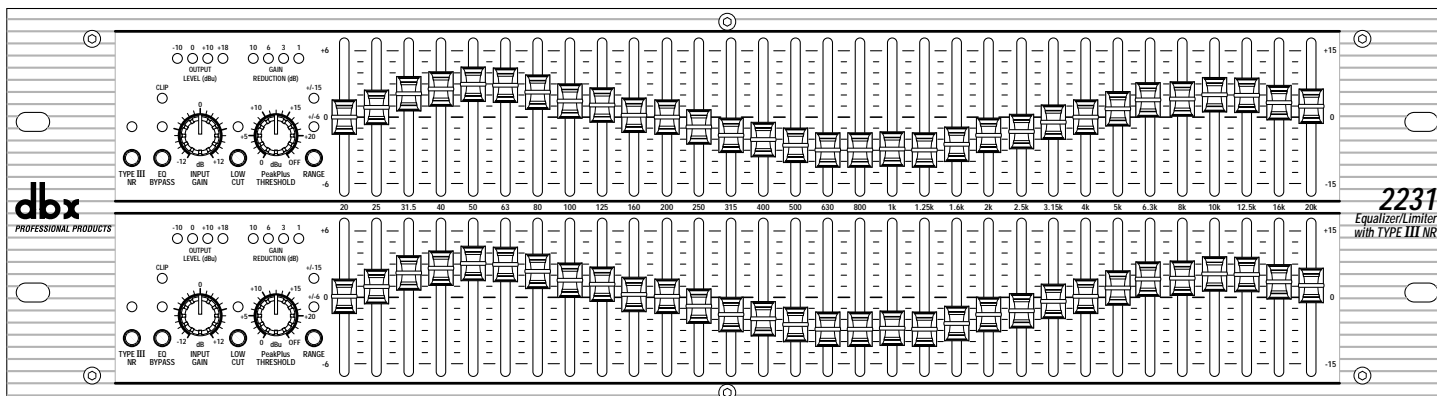 -10 0 +10 +18 10 6 3 1 +6 +15
OUTPUT LEVEL (dBu) GAIN REDUCTION (dB)
CLIP 0 +10 +15 +/-15
+/-6 0 0
+5 +20
-12 +12 0 OFF
TYPE III NR EQ BYPASS dB INPUT GAIN LOW CUT dBu PeakPlus THRESHOLD RANGE -6 -15
20 25 31.5 40 50 63 80 100 125 160 200 250 315 400 500 630 800 1k 1.25k 1.6k 2k 2.5k 3.15k 4k 5k 6.3k 8k 10k 12.5k 16k 20k
dbx
PROFESSIONAL PRODUCTS
2231
Equalizer/Limiter
with TYPE III NR
-10 0 +10 +18 10 6 3 1 +6 +15
OUTPUT LEVEL (dBu) GAIN REDUCTION (dB)
CLIP 0 +10 +15 +/-15
+/-6 0 0
+5 +20
-12 +12 0 OFF
TYPE III NR EQ BYPASS dB INPUT GAIN LOW CUT dBu PeakPlus THRESHOLD RANGE -6 -15